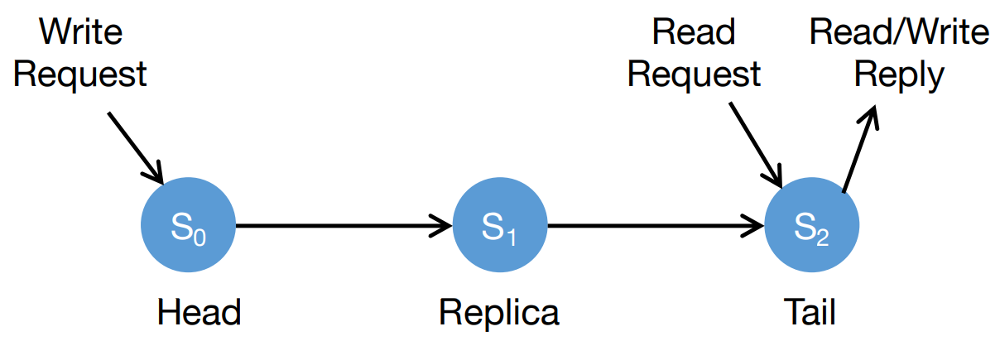 Write
Request
Read
Request
Read/Write
Reply
S₀
S₁
S₂
Head
Replica
Tail